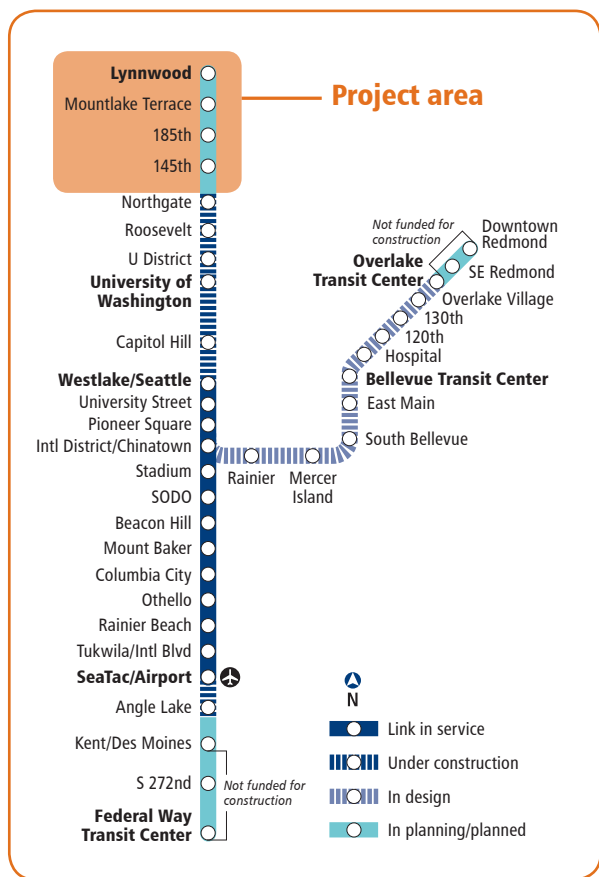 Lynnwood
Mountlake Terrace
185th
145th
Project area
Northgate
Roosevelt
U District
University of
Washington
Capitol Hill
Westlake/Seattle
University Street
Pioneer Square
Intl District/Chinatown
Stadium
SODO
Beacon Hill
Mount Baker
Columbia City
Othello
Rainier Beach
Tukwila/Intl Blvd
SeaTac/Airport
Angle Lake
Kent/Des Moines
S 272nd
Federal Way
Transit Center
Not funded for
construction
Not funded for
construction
Downtown
Redmond
SE Redmond
Overlake
Transit Center
Overlake Village
130th
120th
Hospital
Bellevue Transit Center
East Main
South Bellevue
Rainier
Mercer
Island
N
Link in service
Under construction
In design
In planning/planned